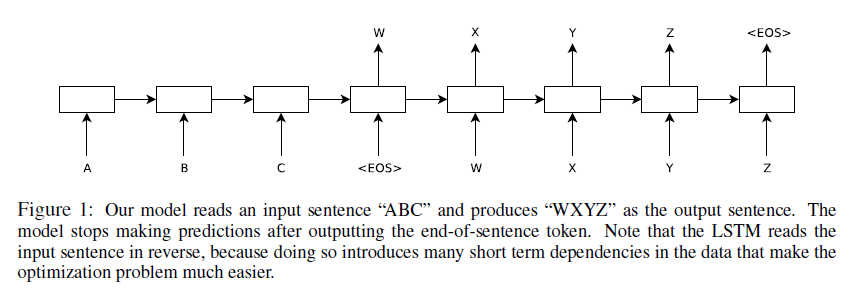 W X Y Z <EOS>
A B C <EOS> W X Y Z
Figure 1: Our model reads an input sentence “ABC” and produces “WXYZ” as the output sentence. The
model stops making predictions after outputting the end-of-sentence token. Note that the LSTM reads the
input sentence in reverse, because doing so introduces many short term dependencies in the data that make the
optimization problem much easier.